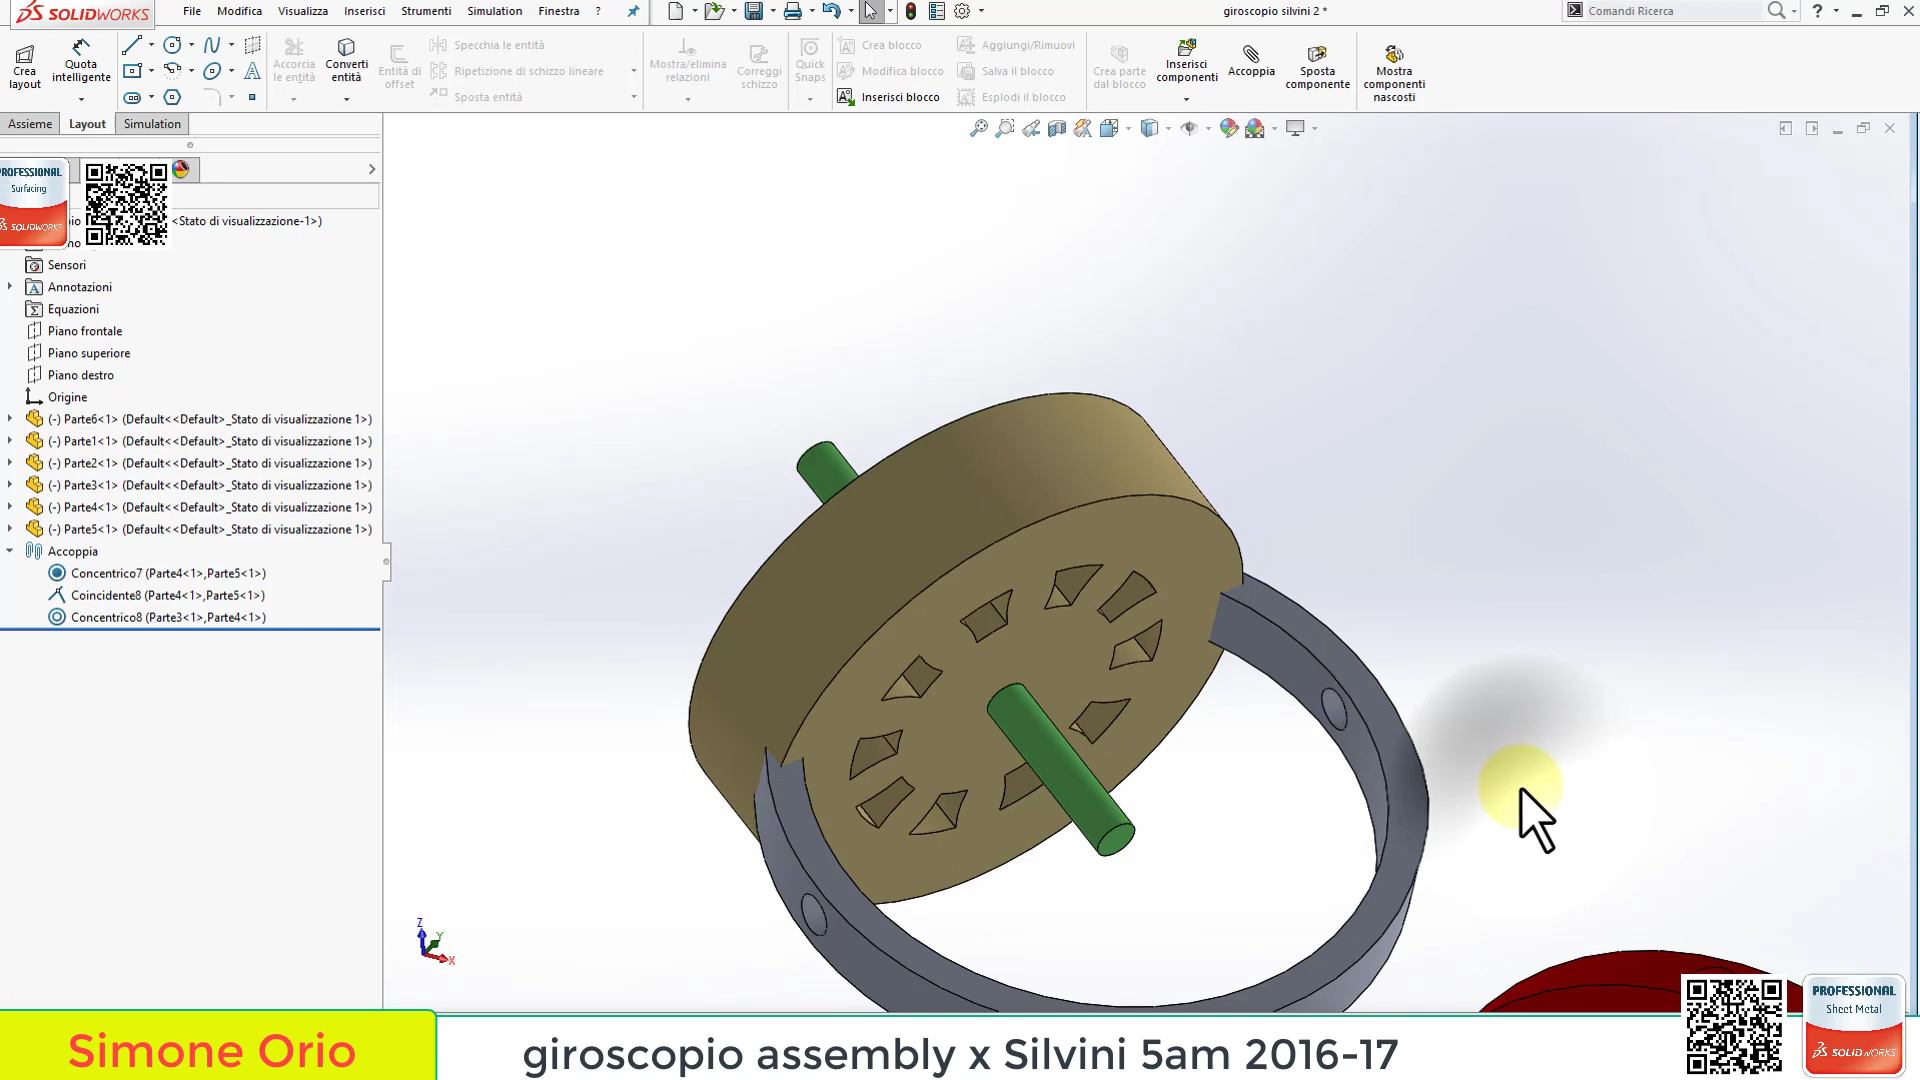 SOLIDWORKS
File Modifica Visualizza Inserisci Strumenti Simulation Finestra ?
giroscopio silvini 2 *
Comandi Ricerca
?
Crea layout
Quota intelligente
Accorcia le entità
Converti entità
Entità di offset
Specchia le entità
Ripetizione di schizzo lineare
Sposta entità
Mostra/elimina relazioni
Correggi schizzo
Quick Snaps
Crea blocco
Modifica blocco
Inserisci blocco
Aggiungi/Rimuovi
Salva il blocco
Esplodi il blocco
Crea parte dal blocco
Inserisci componenti
Accoppia
Sposta componente
Mostra componenti nascosti
Assieme Layout Simulation
PROFESSIONAL
Surfacing
SOLIDWORKS
<Stato di visualizzazione-1>)
Sensori
Annotazioni
Equazioni
Piano frontale
Piano superiore
Piano destro
Origine
(-) Parte6<1> (Default<<Default>_Stato di visualizzazione 1>)
(-) Parte1<1> (Default<<Default>_Stato di visualizzazione 1>)
(-) Parte2<1> (Default<<Default>_Stato di visualizzazione 1>)
(-) Parte3<1> (Default<<Default>_Stato di visualizzazione 1>)
(-) Parte4<1> (Default<<Default>_Stato di visualizzazione 1>)
(-) Parte5<1> (Default<<Default>_Stato di visualizzazione 1>)
Accoppia
Concentrico7 (Parte4<1>,Parte5<1>)
Coincidente8 (Parte4<1>,Parte5<1>)
Concentrico8 (Parte3<1>,Parte4<1>)
Z
Y
X
Simone Orio
giroscopio assembly x Silvini 5am 2016-17
PROFESSIONAL
Sheet Metal
SOLIDWORKS